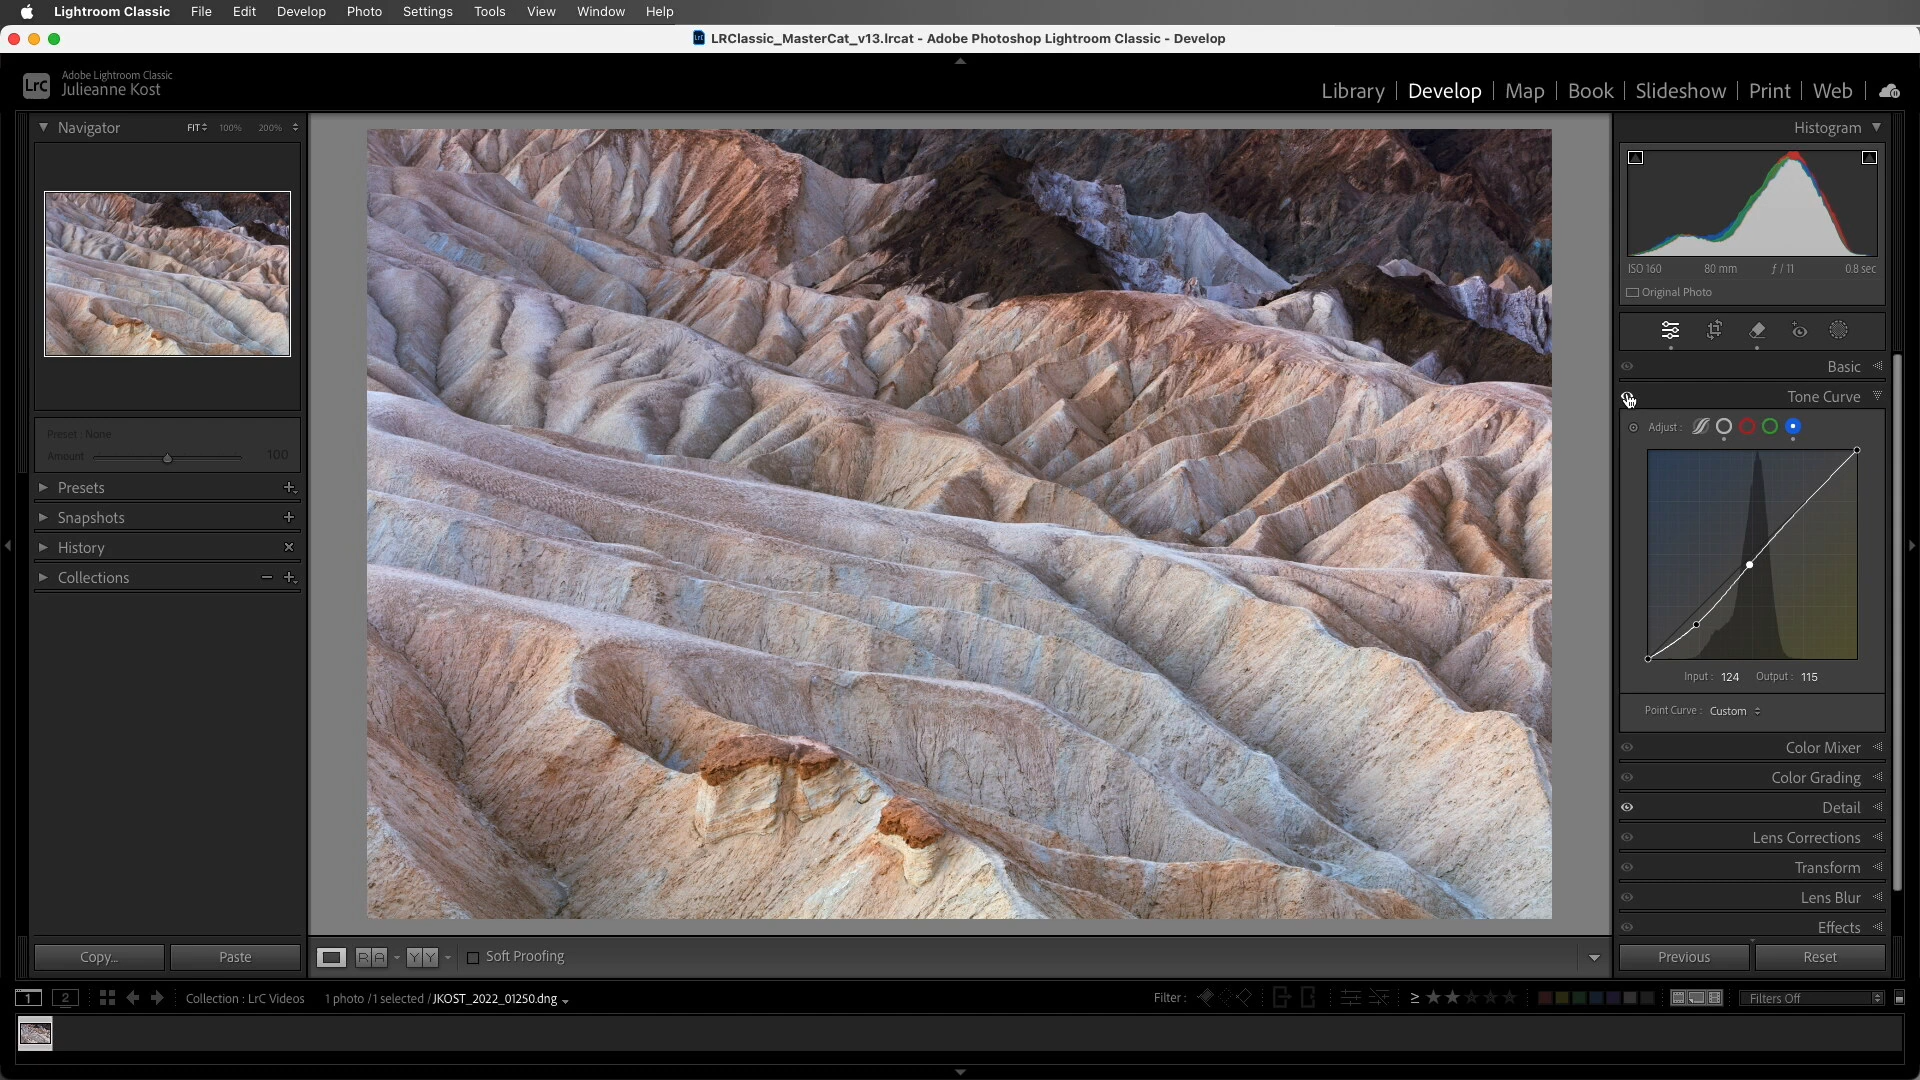 Lightroom Classic File Edit Develop Photo Settings Tools View Window Help
LRClassic_MasterCat_v13.lrcat - Adobe Photoshop Lightroom Classic - Develop
LrC
Adobe Lightroom Classic
Julieanne Kost
Library | Develop | Map | Book | Slideshow | Print | Web
Navigator FIT 100% 200%
Preset : None
Amount 100
Presets
Snapshots
History
Collections
Copy... Paste
R A Y Y Soft Proofing
Histogram
ISO 160 80 mm ƒ / 11 0.8 sec
Original Photo
Basic
Tone Curve
Adjust :
Input : 124 Output : 115
Point Curve : Custom
Color Mixer
Color Grading
Detail
Lens Corrections
Transform
Lens Blur
Effects
Previous Reset
1 2 Collection : LrC Videos 1 photo / 1 selected / JKOST_2022_01250.dng Filter : ≥ Filters Off